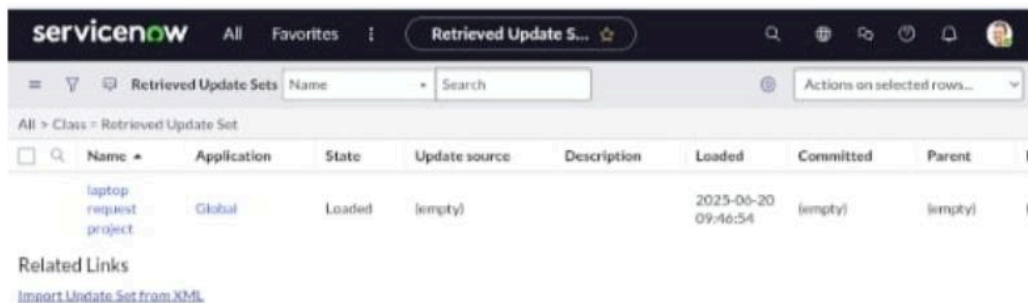 servicenow All Favorites Retrieved Update S...
Retrieved Update Sets Name Search Actions on selected rows...
All > Class = Retrieved Update Set
Name Application State Update source Description Loaded Committed Parent
laptop request project Global Loaded (empty) 2025-06-20 09:46:54 (empty) (empty)
Related Links
Import Update Set from XML